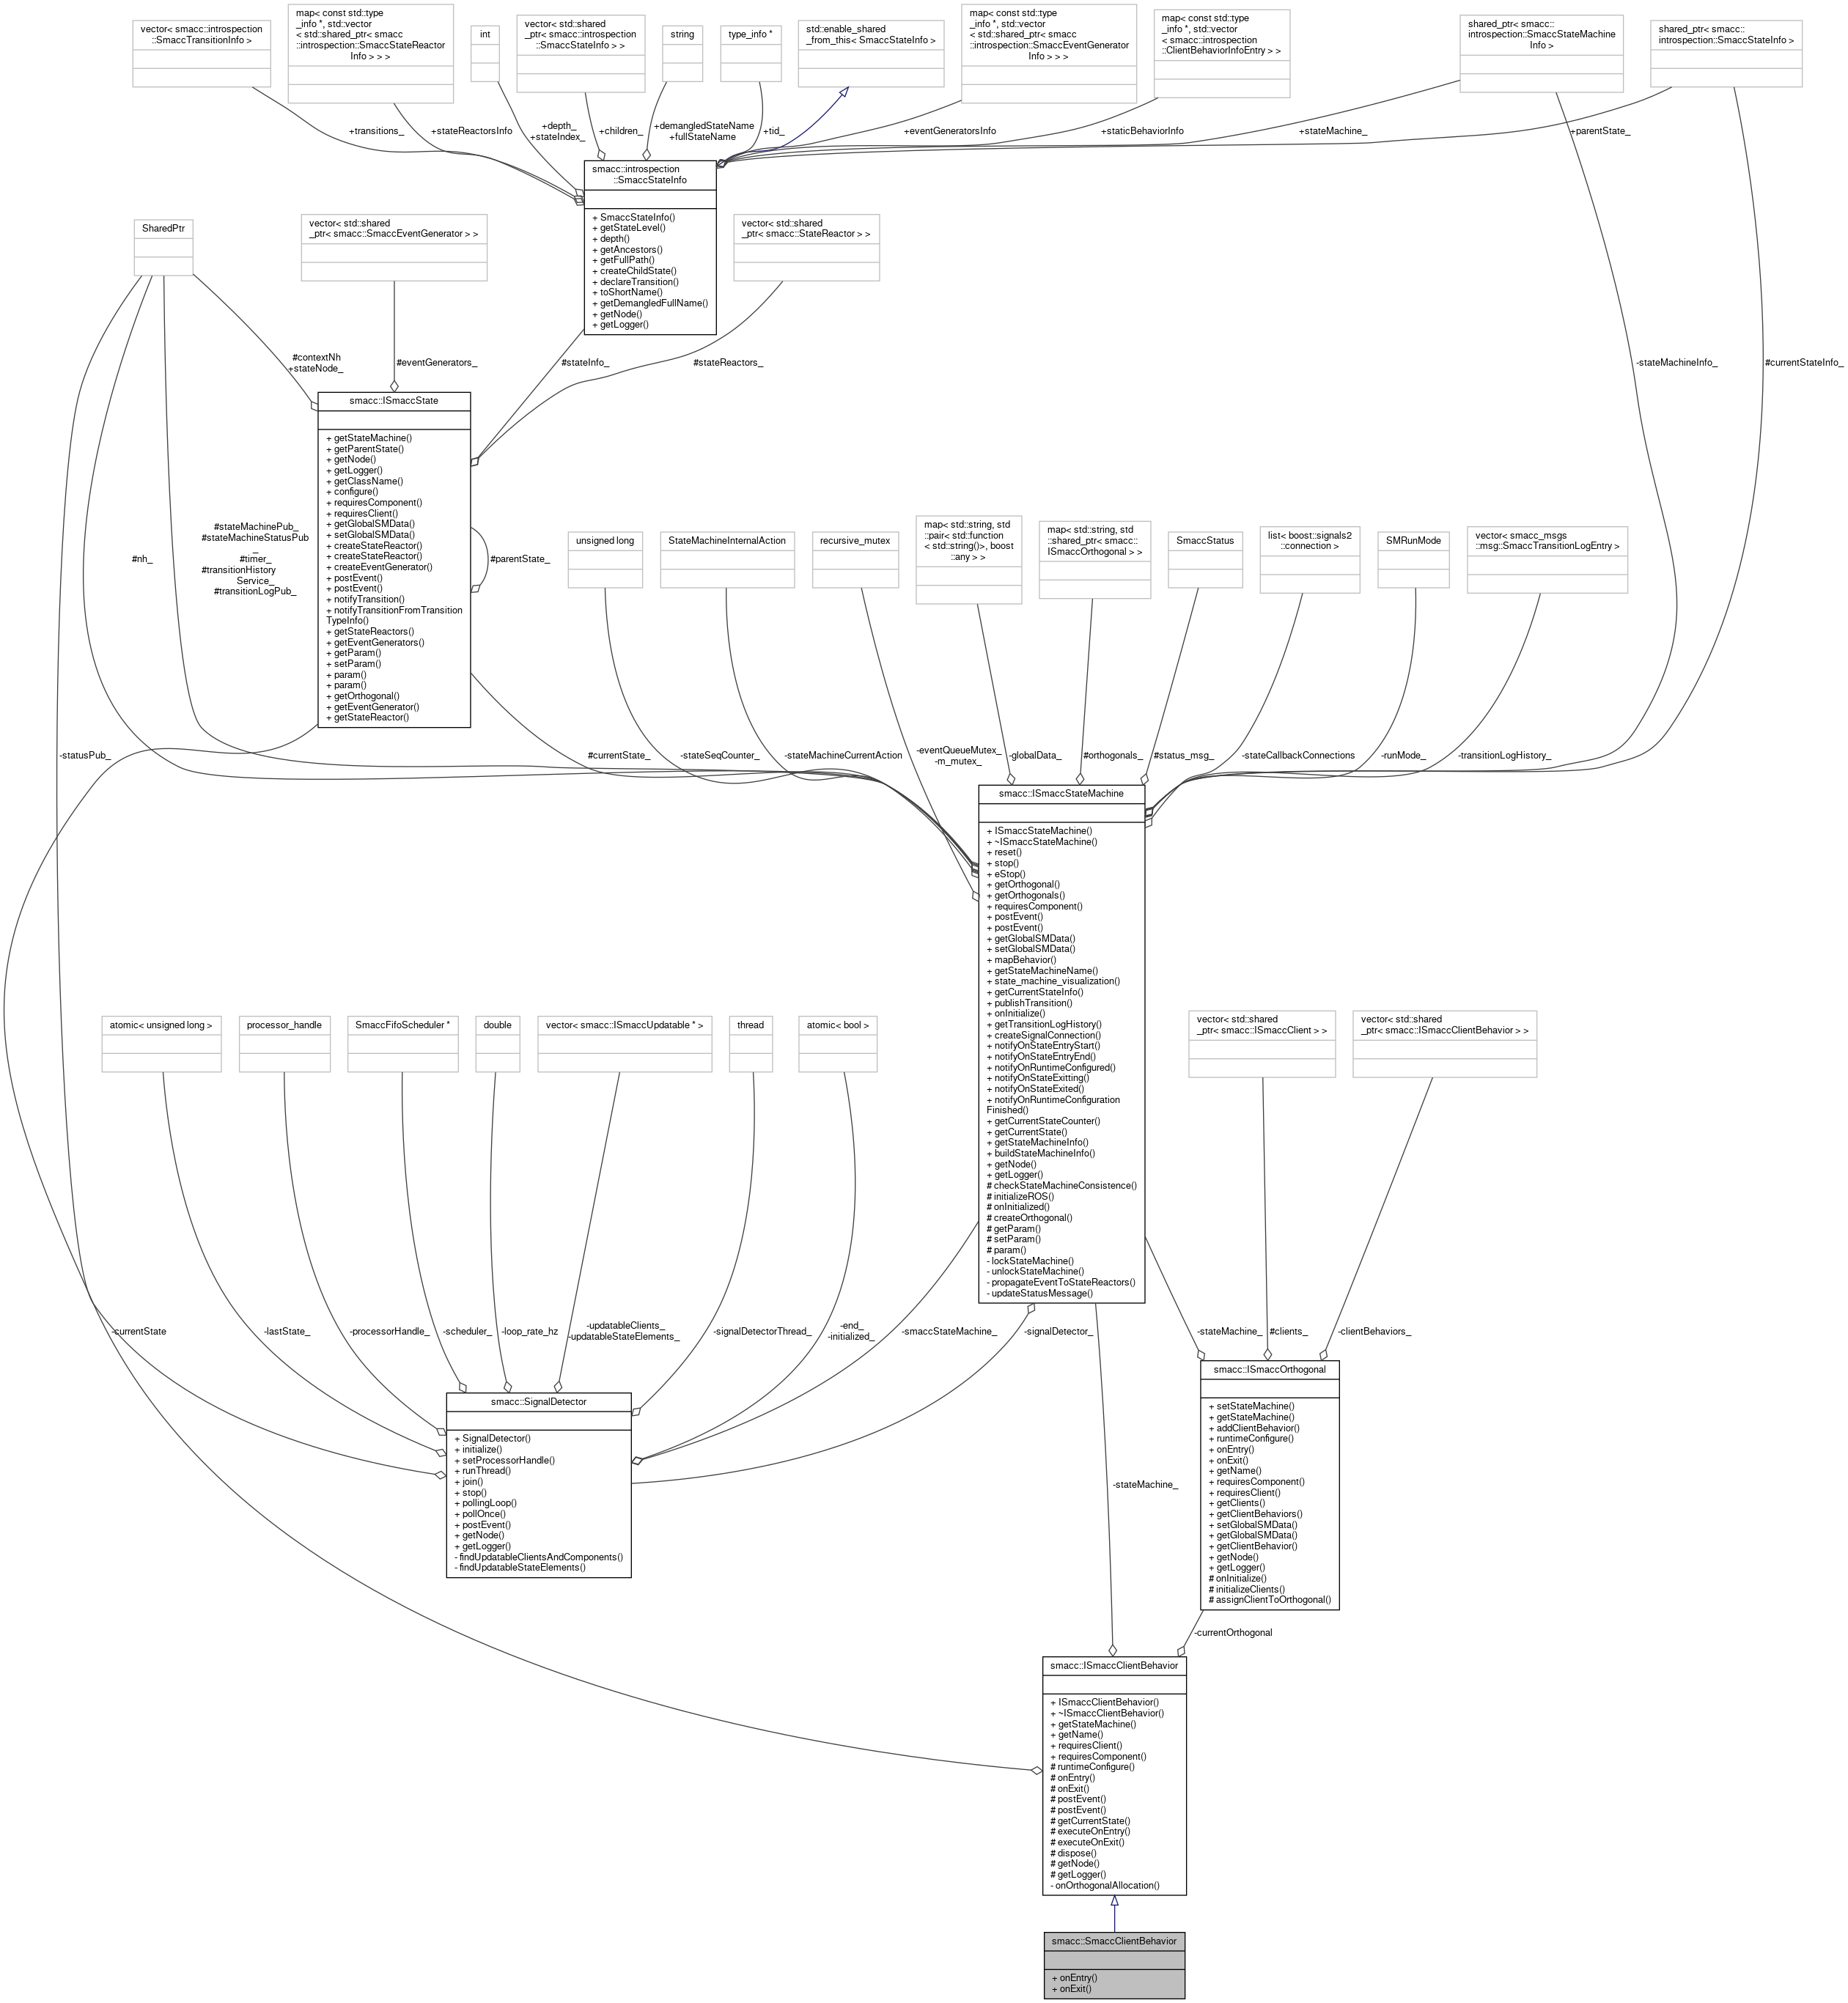 vector< smacc::introspection
::SmaccTransitionInfo >
map< const std::type
_info *, std::vector
< std::shared_ptr< smacc
::introspection::SmaccStateReactor
Info > > >
int
vector< std::shared
_ptr< smacc::introspection
::SmaccStateInfo > >
string
type_info *
std::enable_shared
_from_this< SmaccStateInfo >
map< const std::type
_info *, std::vector
< std::shared_ptr< smacc
::introspection::SmaccEventGenerator
Info > > >
map< const std::type
_info *, std::vector
< smacc::introspection
::ClientBehaviorInfoEntry > >
shared_ptr< smacc::
introspection::SmaccStateMachine
Info >
shared_ptr< smacc::
introspection::SmaccStateInfo >
+transitions_
+stateReactorsInfo
+depth_
+stateIndex_
+children_
+demangledStateName
+fullStateName
+tid_
+eventGeneratorsInfo
+staticBehaviorInfo
+stateMachine_
+parentState_
smacc::introspection
::SmaccStateInfo
+ SmaccStateInfo()
+ getStateLevel()
+ depth()
+ getAncestors()
+ getFullPath()
+ createChildState()
+ declareTransition()
+ toShortName()
+ getDemangledFullName()
+ getNode()
+ getLogger()
SharedPtr
vector< std::shared
_ptr< smacc::SmaccEventGenerator > >
vector< std::shared
_ptr< smacc::StateReactor > >
#contextNh
+stateNode_
#eventGenerators_
#stateInfo_
#stateReactors_
-stateMachineInfo_
#currentStateInfo_
smacc::ISmaccState
+ getStateMachine()
+ getParentState()
+ getNode()
+ getLogger()
+ getClassName()
+ configure()
+ requiresComponent()
+ requiresClient()
+ getGlobalSMData()
+ setGlobalSMData()
+ createStateReactor()
+ createStateReactor()
+ createEventGenerator()
+ postEvent()
+ postEvent()
+ notifyTransition()
+ notifyTransitionFromTransition
TypeInfo()
+ getStateReactors()
+ getEventGenerators()
+ getParam()
+ setParam()
+ param()
+ param()
+ getOrthogonal()
+ getEventGenerator()
+ getStateReactor()
#nh_
#stateMachinePub_
#stateMachineStatusPub
_
#timer_
#transitionHistory
Service_
#transitionLogPub_
#parentState_
unsigned long
StateMachineInternalAction
recursive_mutex
map< std::string, std
::pair< std::function
< std::string()>, boost
::any > >
map< std::string, std
::shared_ptr< smacc::
ISmaccOrthogonal > >
SmaccStatus
list< boost::signals2
::connection >
SMRunMode
vector< smacc_msgs
::msg::SmaccTransitionLogEntry >
-statusPub_
#currentState_
-stateSeqCounter_
-stateMachineCurrentAction
-eventQueueMutex_
-m_mutex_
-globalData_
#orthogonals_
#status_msg_
-stateCallbackConnections
-runMode_
-transitionLogHistory_
smacc::ISmaccStateMachine
+ ISmaccStateMachine()
+ ~ISmaccStateMachine()
+ reset()
+ stop()
+ eStop()
+ getOrthogonal()
+ getOrthogonals()
+ requiresComponent()
+ postEvent()
+ postEvent()
+ getGlobalSMData()
+ setGlobalSMData()
+ mapBehavior()
+ getStateMachineName()
+ state_machine_visualization()
+ getCurrentStateInfo()
+ publishTransition()
+ onInitialize()
+ getTransitionLogHistory()
+ createSignalConnection()
+ notifyOnStateEntryStart()
+ notifyOnStateEntryEnd()
+ notifyOnRuntimeConfigured()
+ notifyOnStateExitting()
+ notifyOnStateExited()
+ notifyOnRuntimeConfiguration
Finished()
+ getCurrentStateCounter()
+ getCurrentState()
+ getStateMachineInfo()
+ buildStateMachineInfo()
+ getNode()
+ getLogger()
# checkStateMachineConsistence()
# initializeROS()
# onInitialized()
# createOrthogonal()
# getParam()
# setParam()
# param()
- lockStateMachine()
- unlockStateMachine()
- propagateEventToStateReactors()
- updateStatusMessage()
atomic< unsigned long >
processor_handle
SmaccFifoScheduler *
double
vector< smacc::ISmaccUpdatable * >
thread
atomic< bool >
vector< std::shared
_ptr< smacc::ISmaccClient > >
vector< std::shared
_ptr< smacc::ISmaccClientBehavior > >
-currentState
-lastState_
-processorHandle_
-scheduler_
-loop_rate_hz
-updatableClients_
-updatableStateElements_
-signalDetectorThread_
-end_
-initialized_
-smaccStateMachine_
-signalDetector_
-stateMachine_
#clients_
-clientBehaviors_
smacc::SignalDetector
+ SignalDetector()
+ initialize()
+ setProcessorHandle()
+ runThread()
+ join()
+ stop()
+ pollingLoop()
+ pollOnce()
+ postEvent()
+ getNode()
+ getLogger()
- findUpdatableClientsAndComponents()
- findUpdatableStateElements()
smacc::ISmaccOrthogonal
+ setStateMachine()
+ getStateMachine()
+ addClientBehavior()
+ runtimeConfigure()
+ onEntry()
+ onExit()
+ getName()
+ requiresComponent()
+ requiresClient()
+ getClients()
+ getClientBehaviors()
+ setGlobalSMData()
+ getGlobalSMData()
+ getClientBehavior()
+ getNode()
+ getLogger()
# onInitialize()
# initializeClients()
# assignClientToOrthogonal()
-stateMachine_
-currentOrthogonal
smacc::ISmaccClientBehavior
+ ISmaccClientBehavior()
+ ~ISmaccClientBehavior()
+ getStateMachine()
+ getName()
+ requiresClient()
+ requiresComponent()
# runtimeConfigure()
# onEntry()
# onExit()
# postEvent()
# postEvent()
# getCurrentState()
# executeOnEntry()
# executeOnExit()
# dispose()
# getNode()
# getLogger()
- onOrthogonalAllocation()
smacc::SmaccClientBehavior
+ onEntry()
+ onExit()